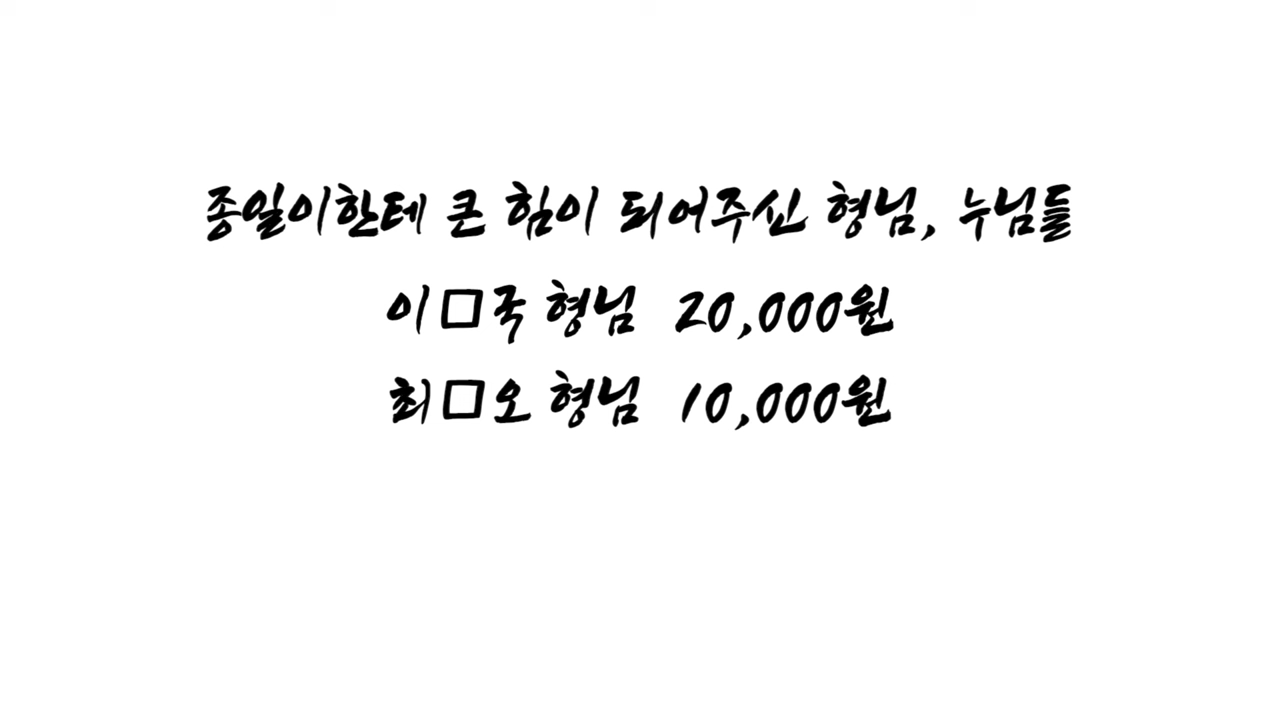 종일이한테 큰 힘이 되어주신 형님, 누님들
이□국 형님 20,000원
최□오 형님 10,000원